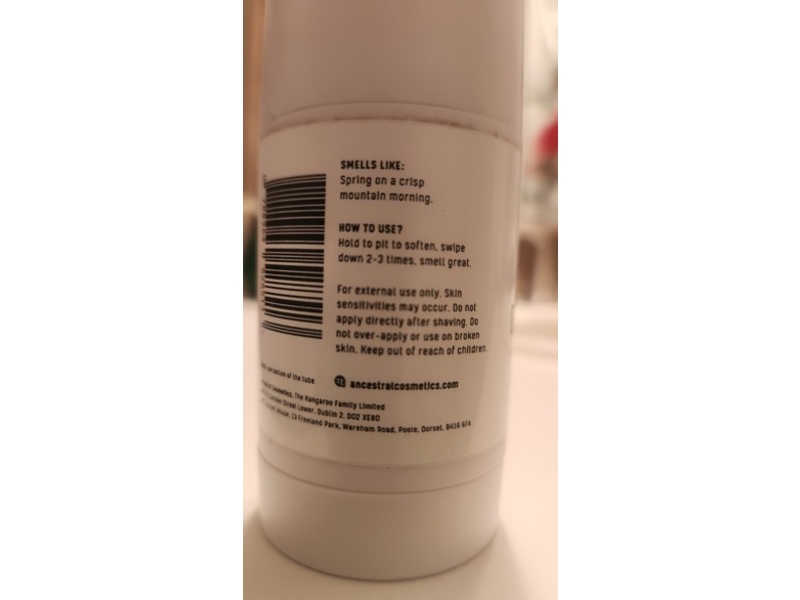 SMELLS LIKE:
Spring on a crisp
mountain morning.
HOW TO USE?
Hold to pit to soften, swipe
down 2-3 times, smell great.
For external use only. Skin
sensitivities may occur. Do not
apply directly after shaving. Do
not over-apply or use on broken
skin. Keep out of reach of children.
ancestralcosmetics.com
bottom of the tube
Cosmetics, The Kangaroo Family Limited
Street Lower, Dublin 2, D02 XE80
House, 19 Freeland Park, Wareham Road, Poole, Dorset, BH16 6FA